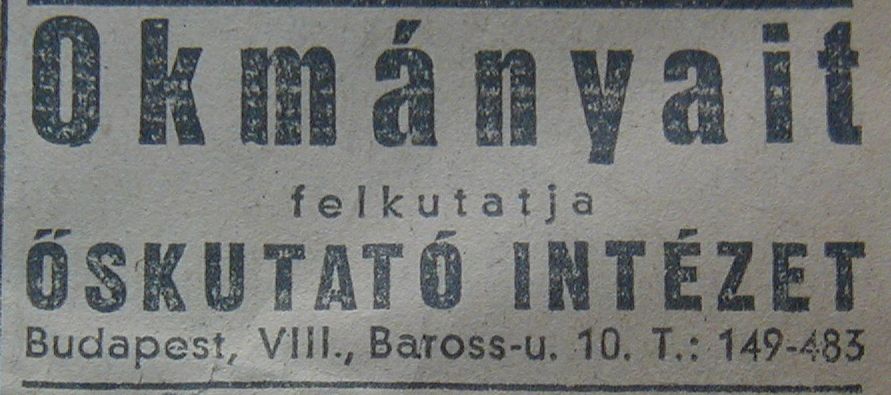 Okmányait
felkutatja
ŐSKUTATÓ INTÉZET
Budapest, VIII., Baross-u. 10. T.: 149-483